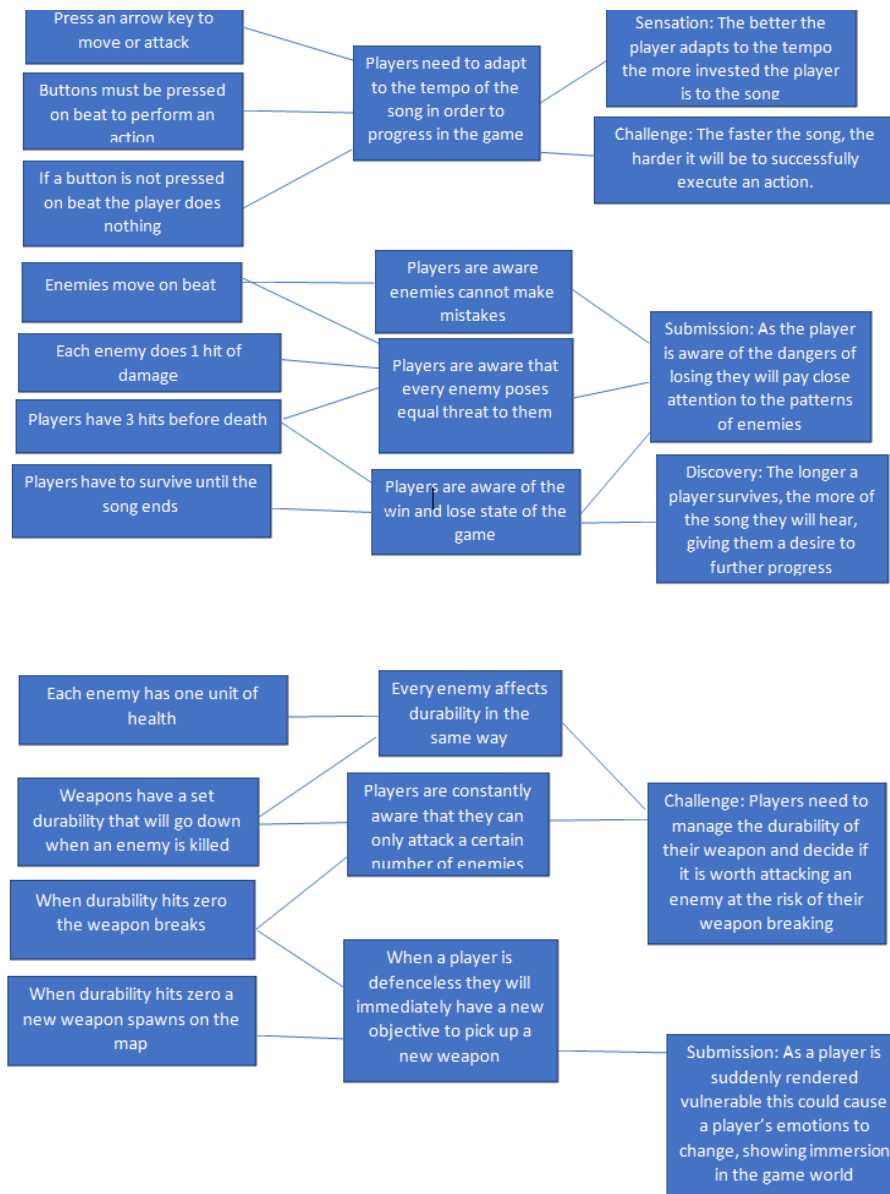 Press an arrow key to
move or attack
Buttons must be pressed
on beat to perform an
action
If a button is not pressed
on beat the player does
nothing
Players need to adapt
to the tempo of the
song in order to
progress in the game
Sensation: The better the
player adapts to the tempo
the more invested the player
is to the song
Challenge: The faster the song, the
harder it will be to successfully
execute an action.
Enemies move on beat
Each enemy does 1 hit of
damage
Players have 3 hits before death
Players have to survive until the
song ends
Players are aware
enemies cannot make
mistakes
Players are aware that
every enemy poses
equal threat to them
Players are aware of the
win and lose state of the
game
Submission: As the player
is aware of the dangers of
losing they will pay close
attention to the patterns
of enemies
Discovery: The longer a
player survives, the more of
the song they will hear,
giving them a desire to
further progress
Each enemy has one unit of
health
Weapons have a set
durability that will go down
when an enemy is killed
When durability hits zero
the weapon breaks
When durability hits zero a
new weapon spawns on the
map
Every enemy affects
durability in the
same way
Players are constantly
aware that they can
only attack a certain
number of enemies
When a player is
defenceless they will
immediately have a new
objective to pick up a
new weapon
Challenge: Players need to
manage the durability of
their weapon and decide if
it is worth attacking an
enemy at the risk of their
weapon breaking
Submission: As a player is
suddenly rendered
vulnerable this could cause
a player's emotions to
change, showing immersion
in the game world